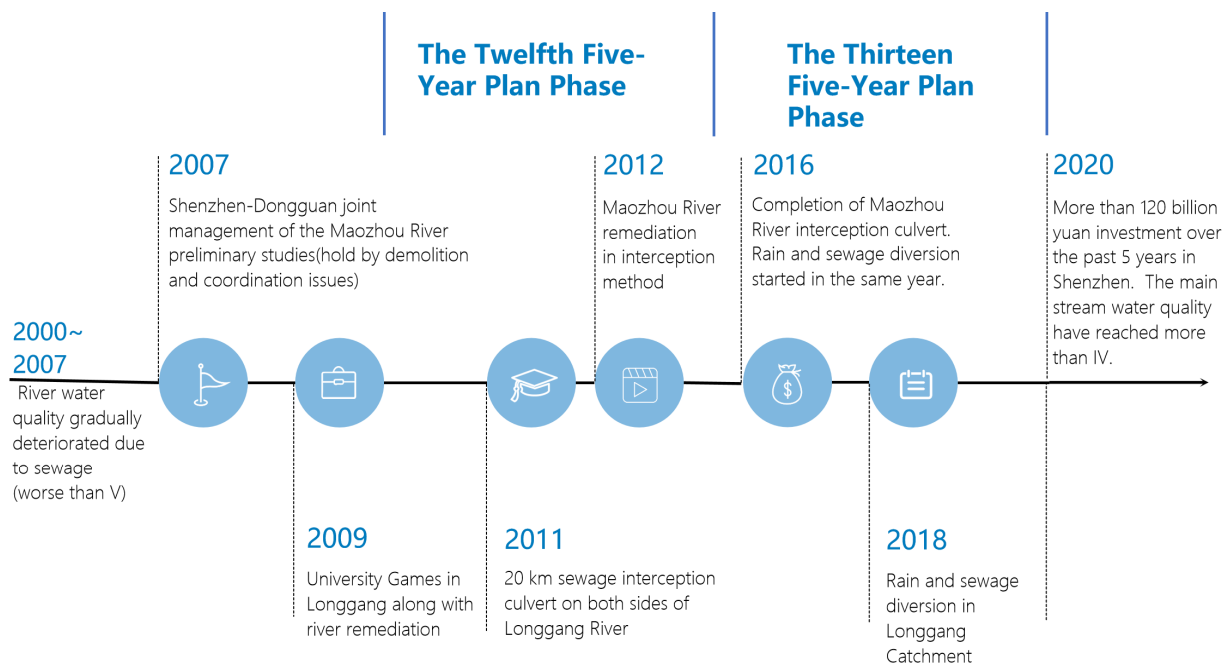 The Twelfth Five-
Year Plan Phase
The Thirteen
Five-Year Plan
Phase
2000~
2007
River water
quality gradually
deteriorated due
to sewage
(worse than V)
2007
Shenzhen-Dongguan joint
management of the Maozhou River
preliminary studies(hold by demolition
and coordination issues)
2009
University Games in
Longgang along with
river remediation
2011
20 km sewage interception
culvert on both sides of
Longgang River
2012
Maozhou River
remediation
in interception
method
2016
Completion of Maozhou
River interception culvert.
Rain and sewage diversion
started in the same year.
$
2018
Rain and sewage
diversion in
Longgang
Catchment
2020
More than 120 billion
yuan investment over
the past 5 years in
Shenzhen.  The main
stream water quality
have reached more
than IV.